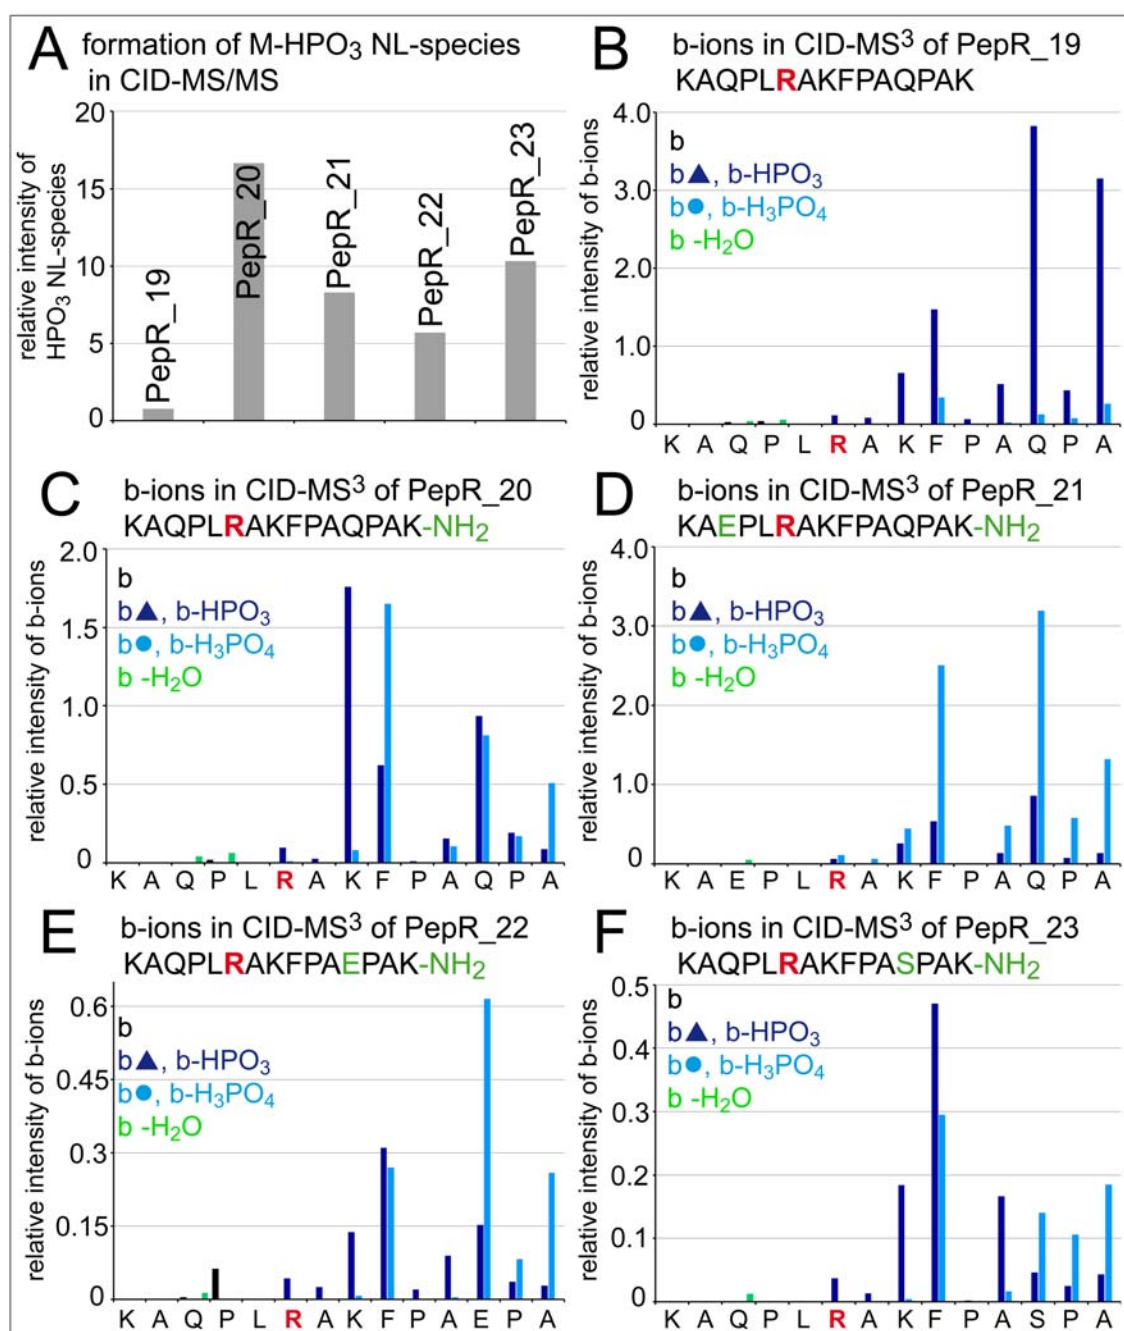 A formation of M-HPO₃ NL-species
in CID-MS/MS
relative intensity of
HPO₃ NL-species
20
15
10
5
0
PepR_19
PepR_20
PepR_21
PepR_22
PepR_23
B b-ions in CID-MS³ of PepR_19
KAQPLRAKFPAQPAK
relative intensity of b-ions
4.0
3.0
2.0
1.0
0
b
b▲, b-HPO₃
b●, b-H₃PO₄
b -H₂O
K A Q P L R A K F P A Q P A
C b-ions in CID-MS³ of PepR_20
KAQPLRAKFPAQPAK-NH₂
relative intensity of b-ions
2.0
1.5
1.0
0.5
0
b
b▲, b-HPO₃
b●, b-H₃PO₄
b -H₂O
K A Q P L R A K F P A Q P A
D b-ions in CID-MS³ of PepR_21
KAEPLRAKFPAQPAK-NH₂
relative intensity of b-ions
4.0
3.0
2.0
1.0
0
b
b▲, b-HPO₃
b●, b-H₃PO₄
b -H₂O
K A E P L R A K F P A Q P A
E b-ions in CID-MS³ of PepR_22
KAQPLRAKFPAEPAK-NH₂
relative intensity of b-ions
0.6
0.45
0.3
0.15
0
b
b▲, b-HPO₃
b●, b-H₃PO₄
b -H₂O
K A Q P L R A K F P A E P A
F b-ions in CID-MS³ of PepR_23
KAQPLRAKFPASPAK-NH₂
relative intensity of b-ions
0.5
0.4
0.3
0.2
0.1
0
b
b▲, b-HPO₃
b●, b-H₃PO₄
b -H₂O
K A Q P L R A K F P A S P A